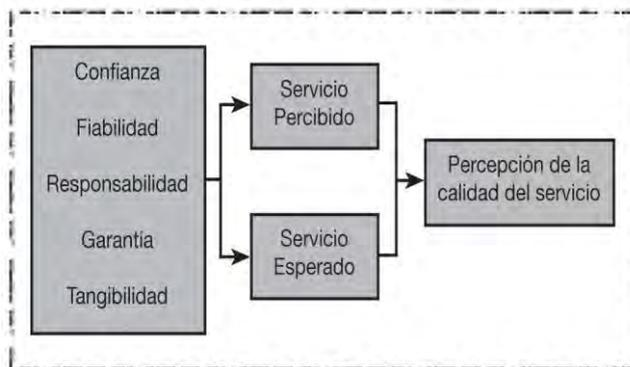 Confianza
Fiabilidad
Responsabilidad
Garantía
Tangibilidad
Servicio
Percibido
Servicio
Esperado
Percepción de la
calidad del servicio